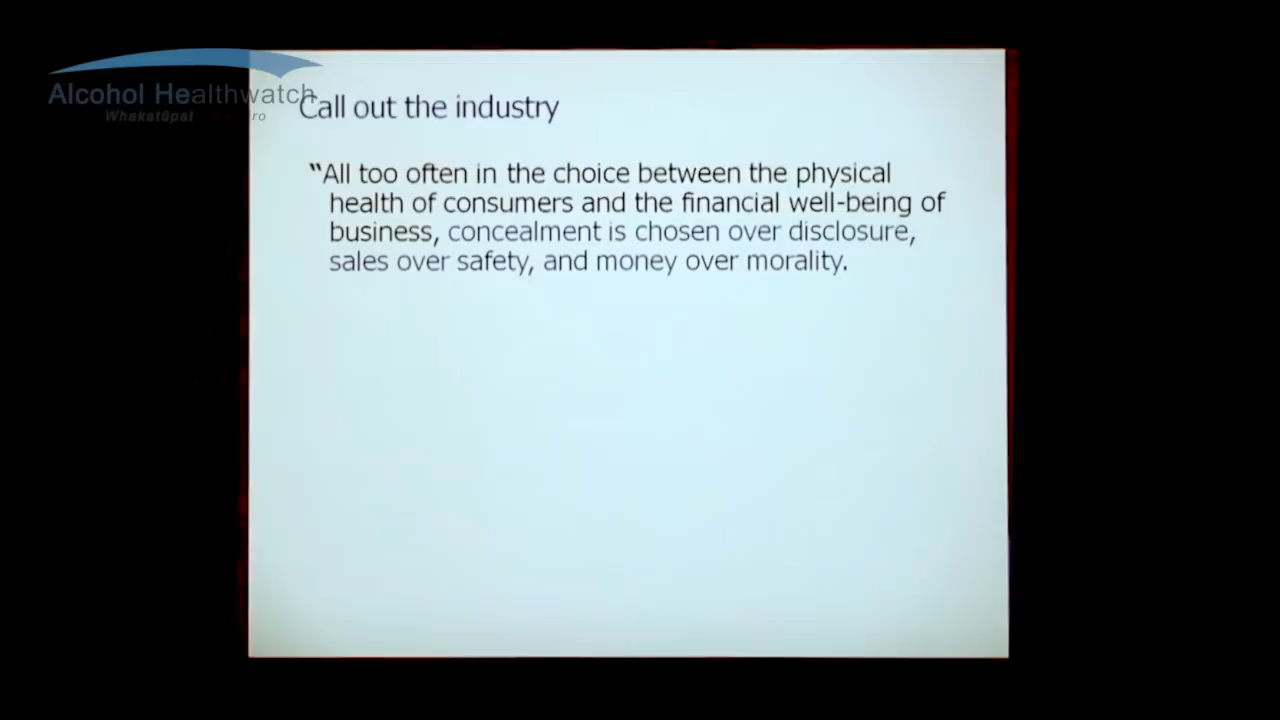 Alcohol Healthwatch
Whakatūpai
Call out the industry
“All too often in the choice between the physical
health of consumers and the financial well-being of
business, concealment is chosen over disclosure,
sales over safety, and money over morality.